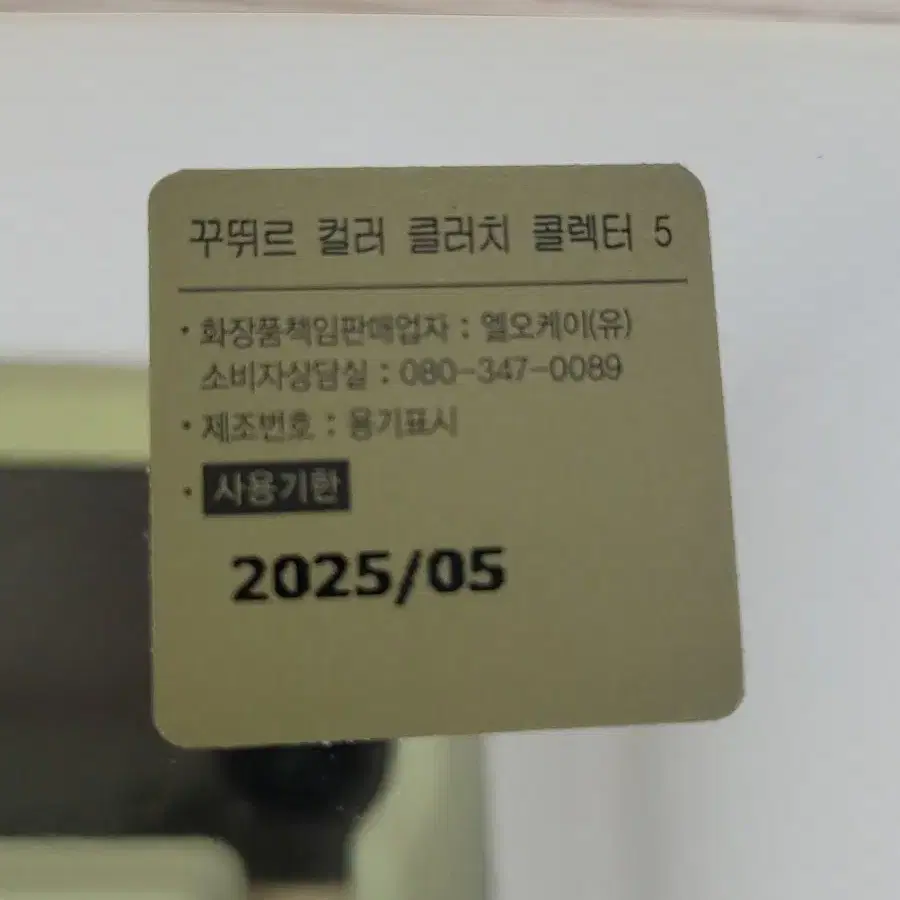 꾸뛰르 컬러 클러치 콜렉터 5
· 화장품책임판매업자 : 엘오케이(유)
소비자상담실 : 080-347-0089
· 제조번호 : 용기표시
· 사용기한
2025/05